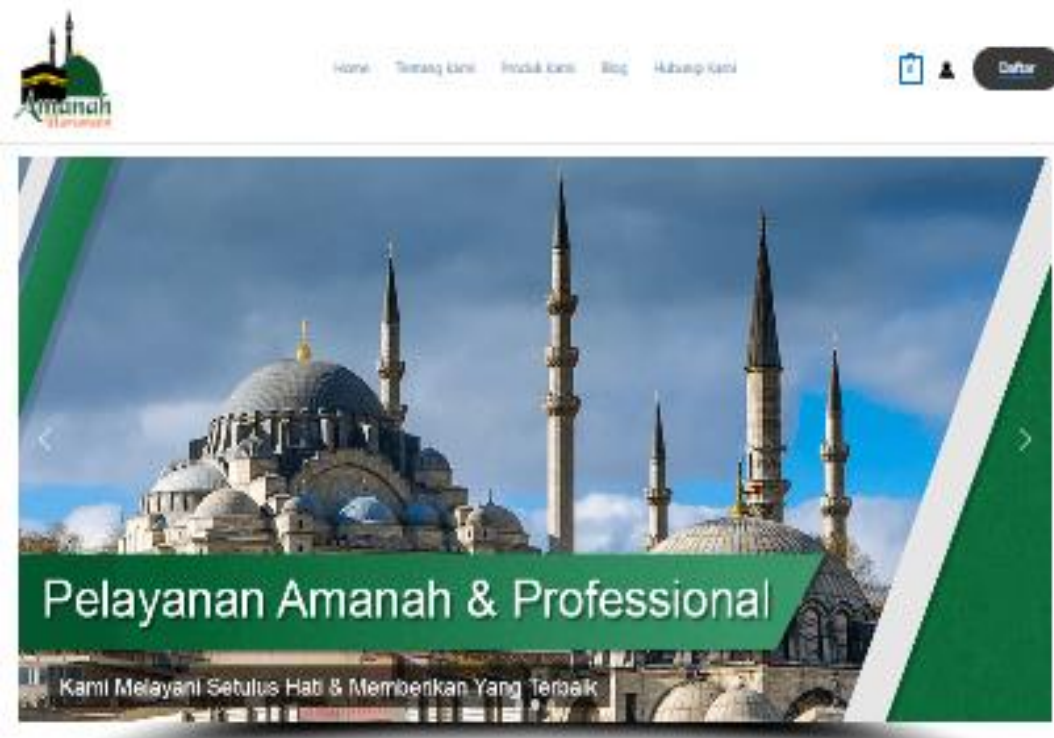 Amanah
Home Tentang kami Produk kami Blog Hubungi kami
Daftar
Pelayanan Amanah & Professional
Kami Melayani Setulus Hati & Memberikan Yang Terbaik